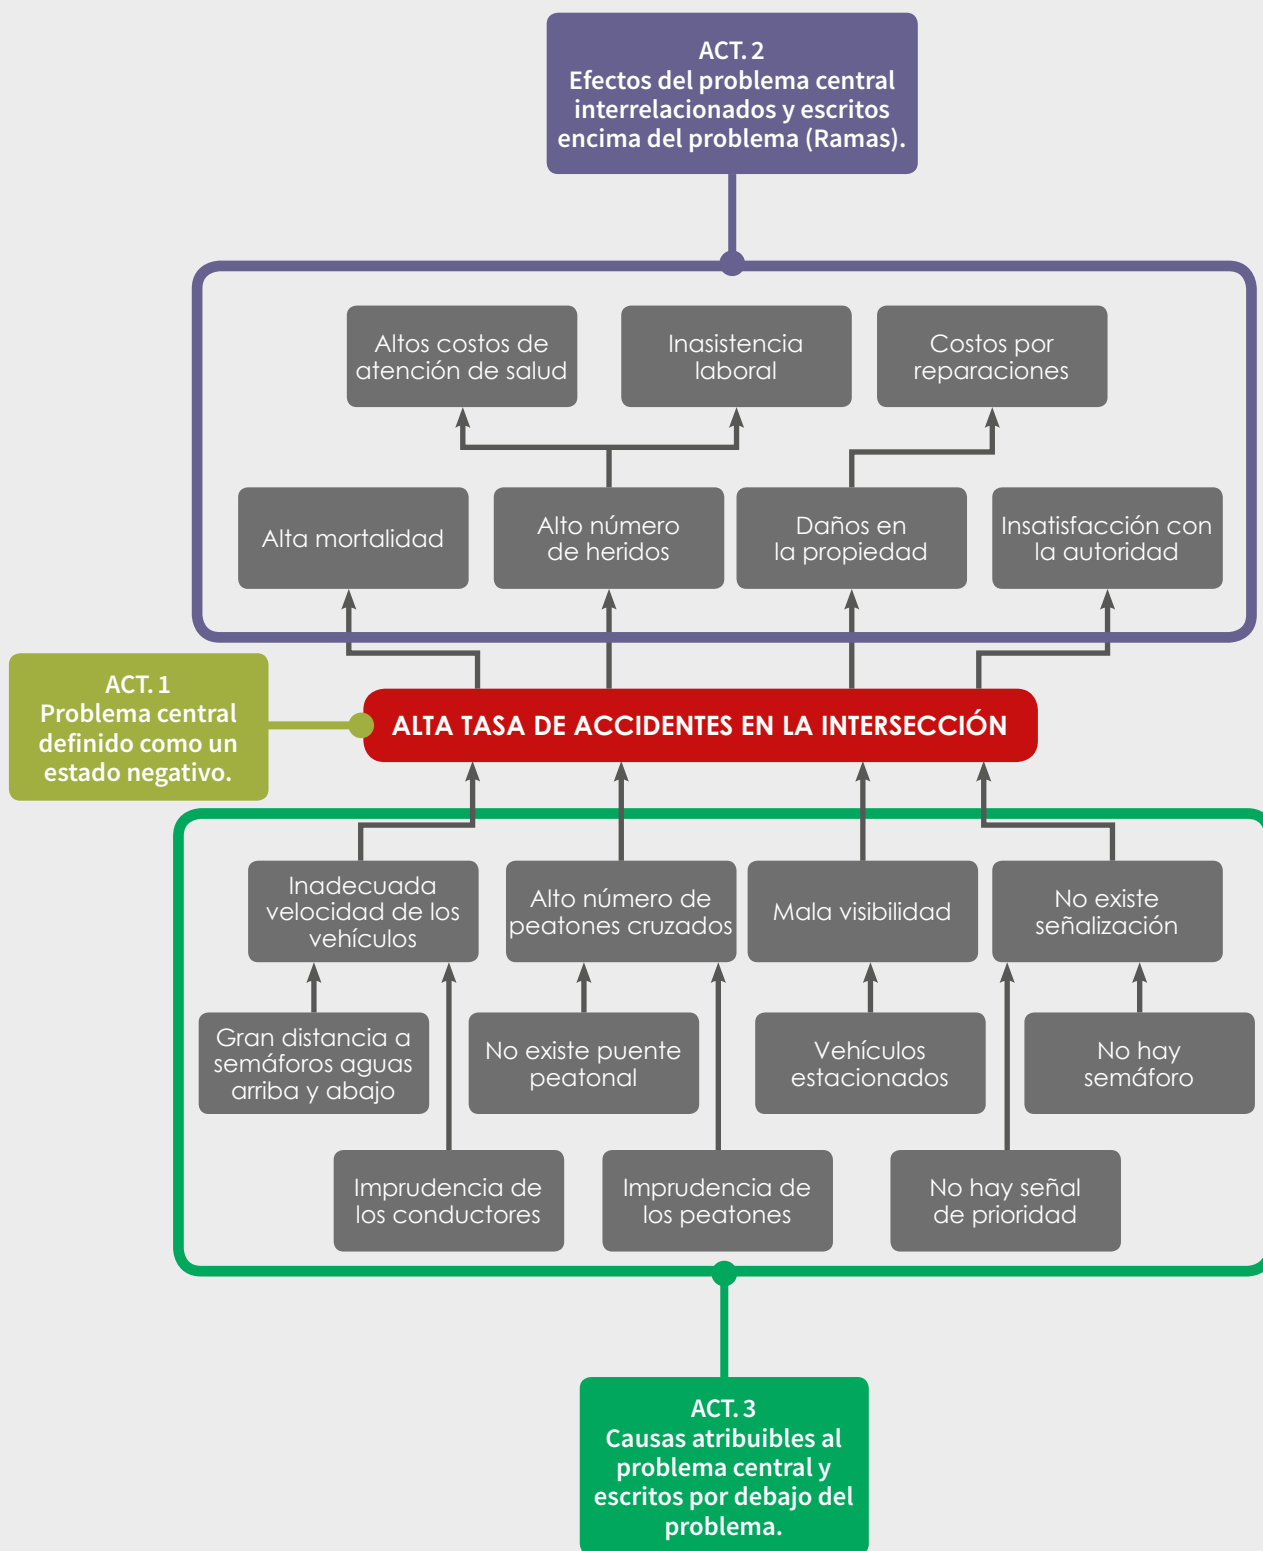 ACT. 2
Efectos del problema central
interrelacionados y escritos
encima del problema (Ramas).
Altos costos de
atención de salud
Inasistencia
laboral
Costos por
reparaciones
Alta mortalidad
Alto número
de heridos
Daños en
la propiedad
Insatisfacción con
la autoridad
ACT. 1
Problema central
definido como un
estado negativo.
ALTA TASA DE ACCIDENTES EN LA INTERSECCIÓN
Inadecuada
velocidad de los
vehículos
Alto número de
peatones cruzados
Mala visibilidad
No existe
señalización
Gran distancia a
semáforos aguas
arriba y abajo
No existe puente
peatonal
Vehículos
estacionados
No hay
semáforo
Imprudencia de
los conductores
Imprudencia de
los peatones
No hay señal
de prioridad
ACT. 3
Causas atribuibles al
problema central y
escritos por debajo del
problema.